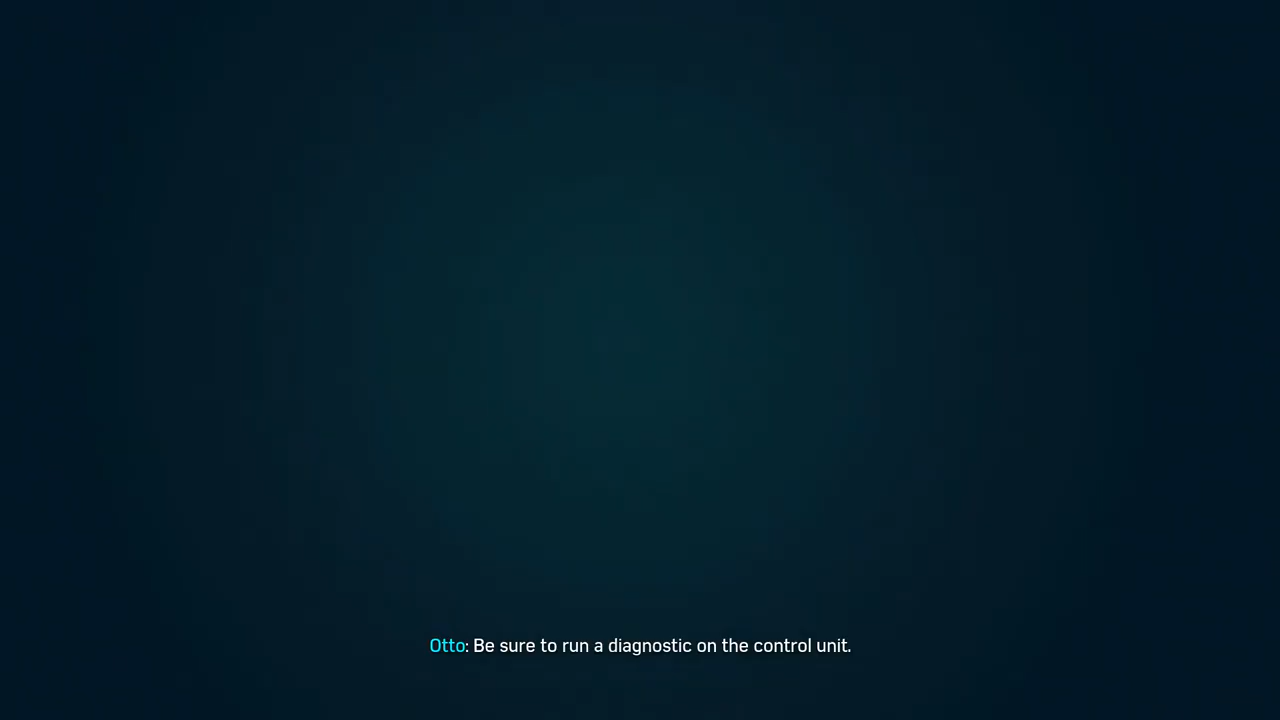 Otto: Be sure to run a diagnostic on the control unit.